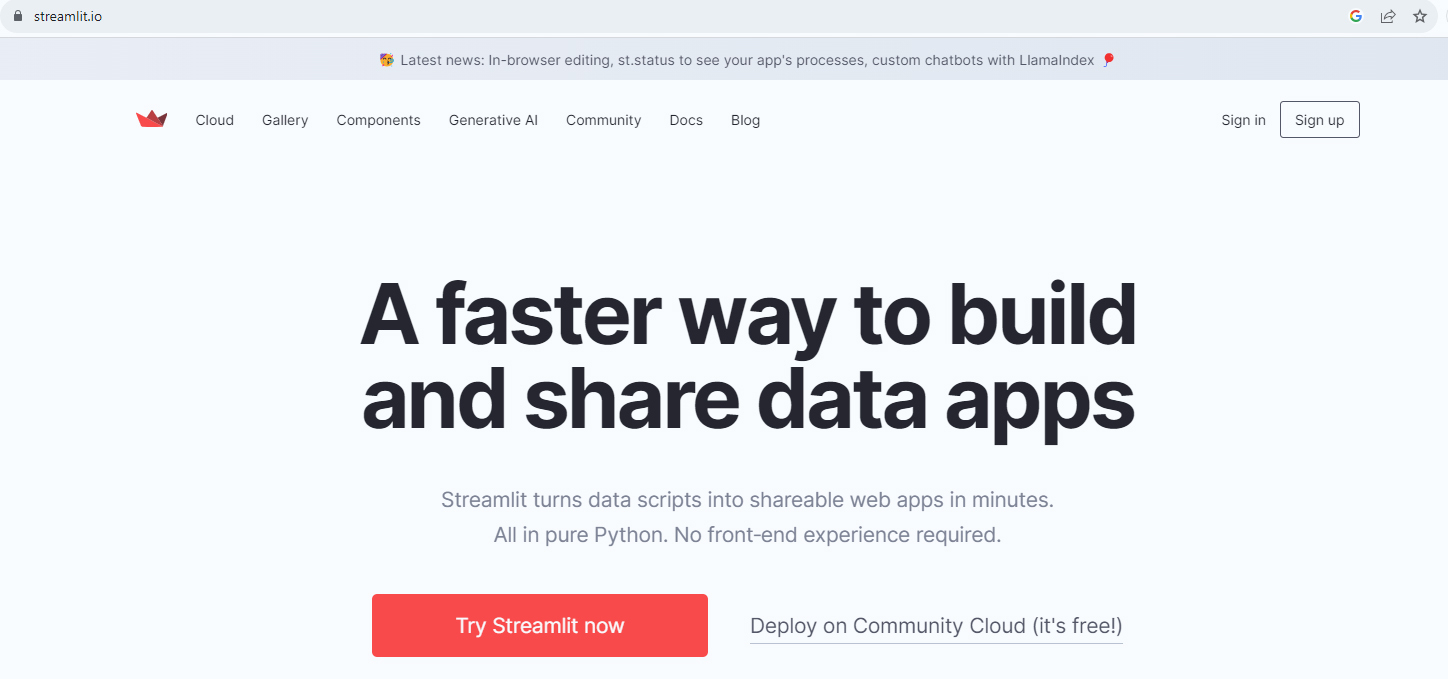 streamlit.io
Latest news: In-browser editing, st.status to see your app's processes, custom chatbots with LlamaIndex
Cloud Gallery Components Generative AI Community Docs Blog Sign in Sign up
A faster way to build
and share data apps
Streamlit turns data scripts into shareable web apps in minutes.
All in pure Python. No front-end experience required.
Try Streamlit now Deploy on Community Cloud (it's free!)